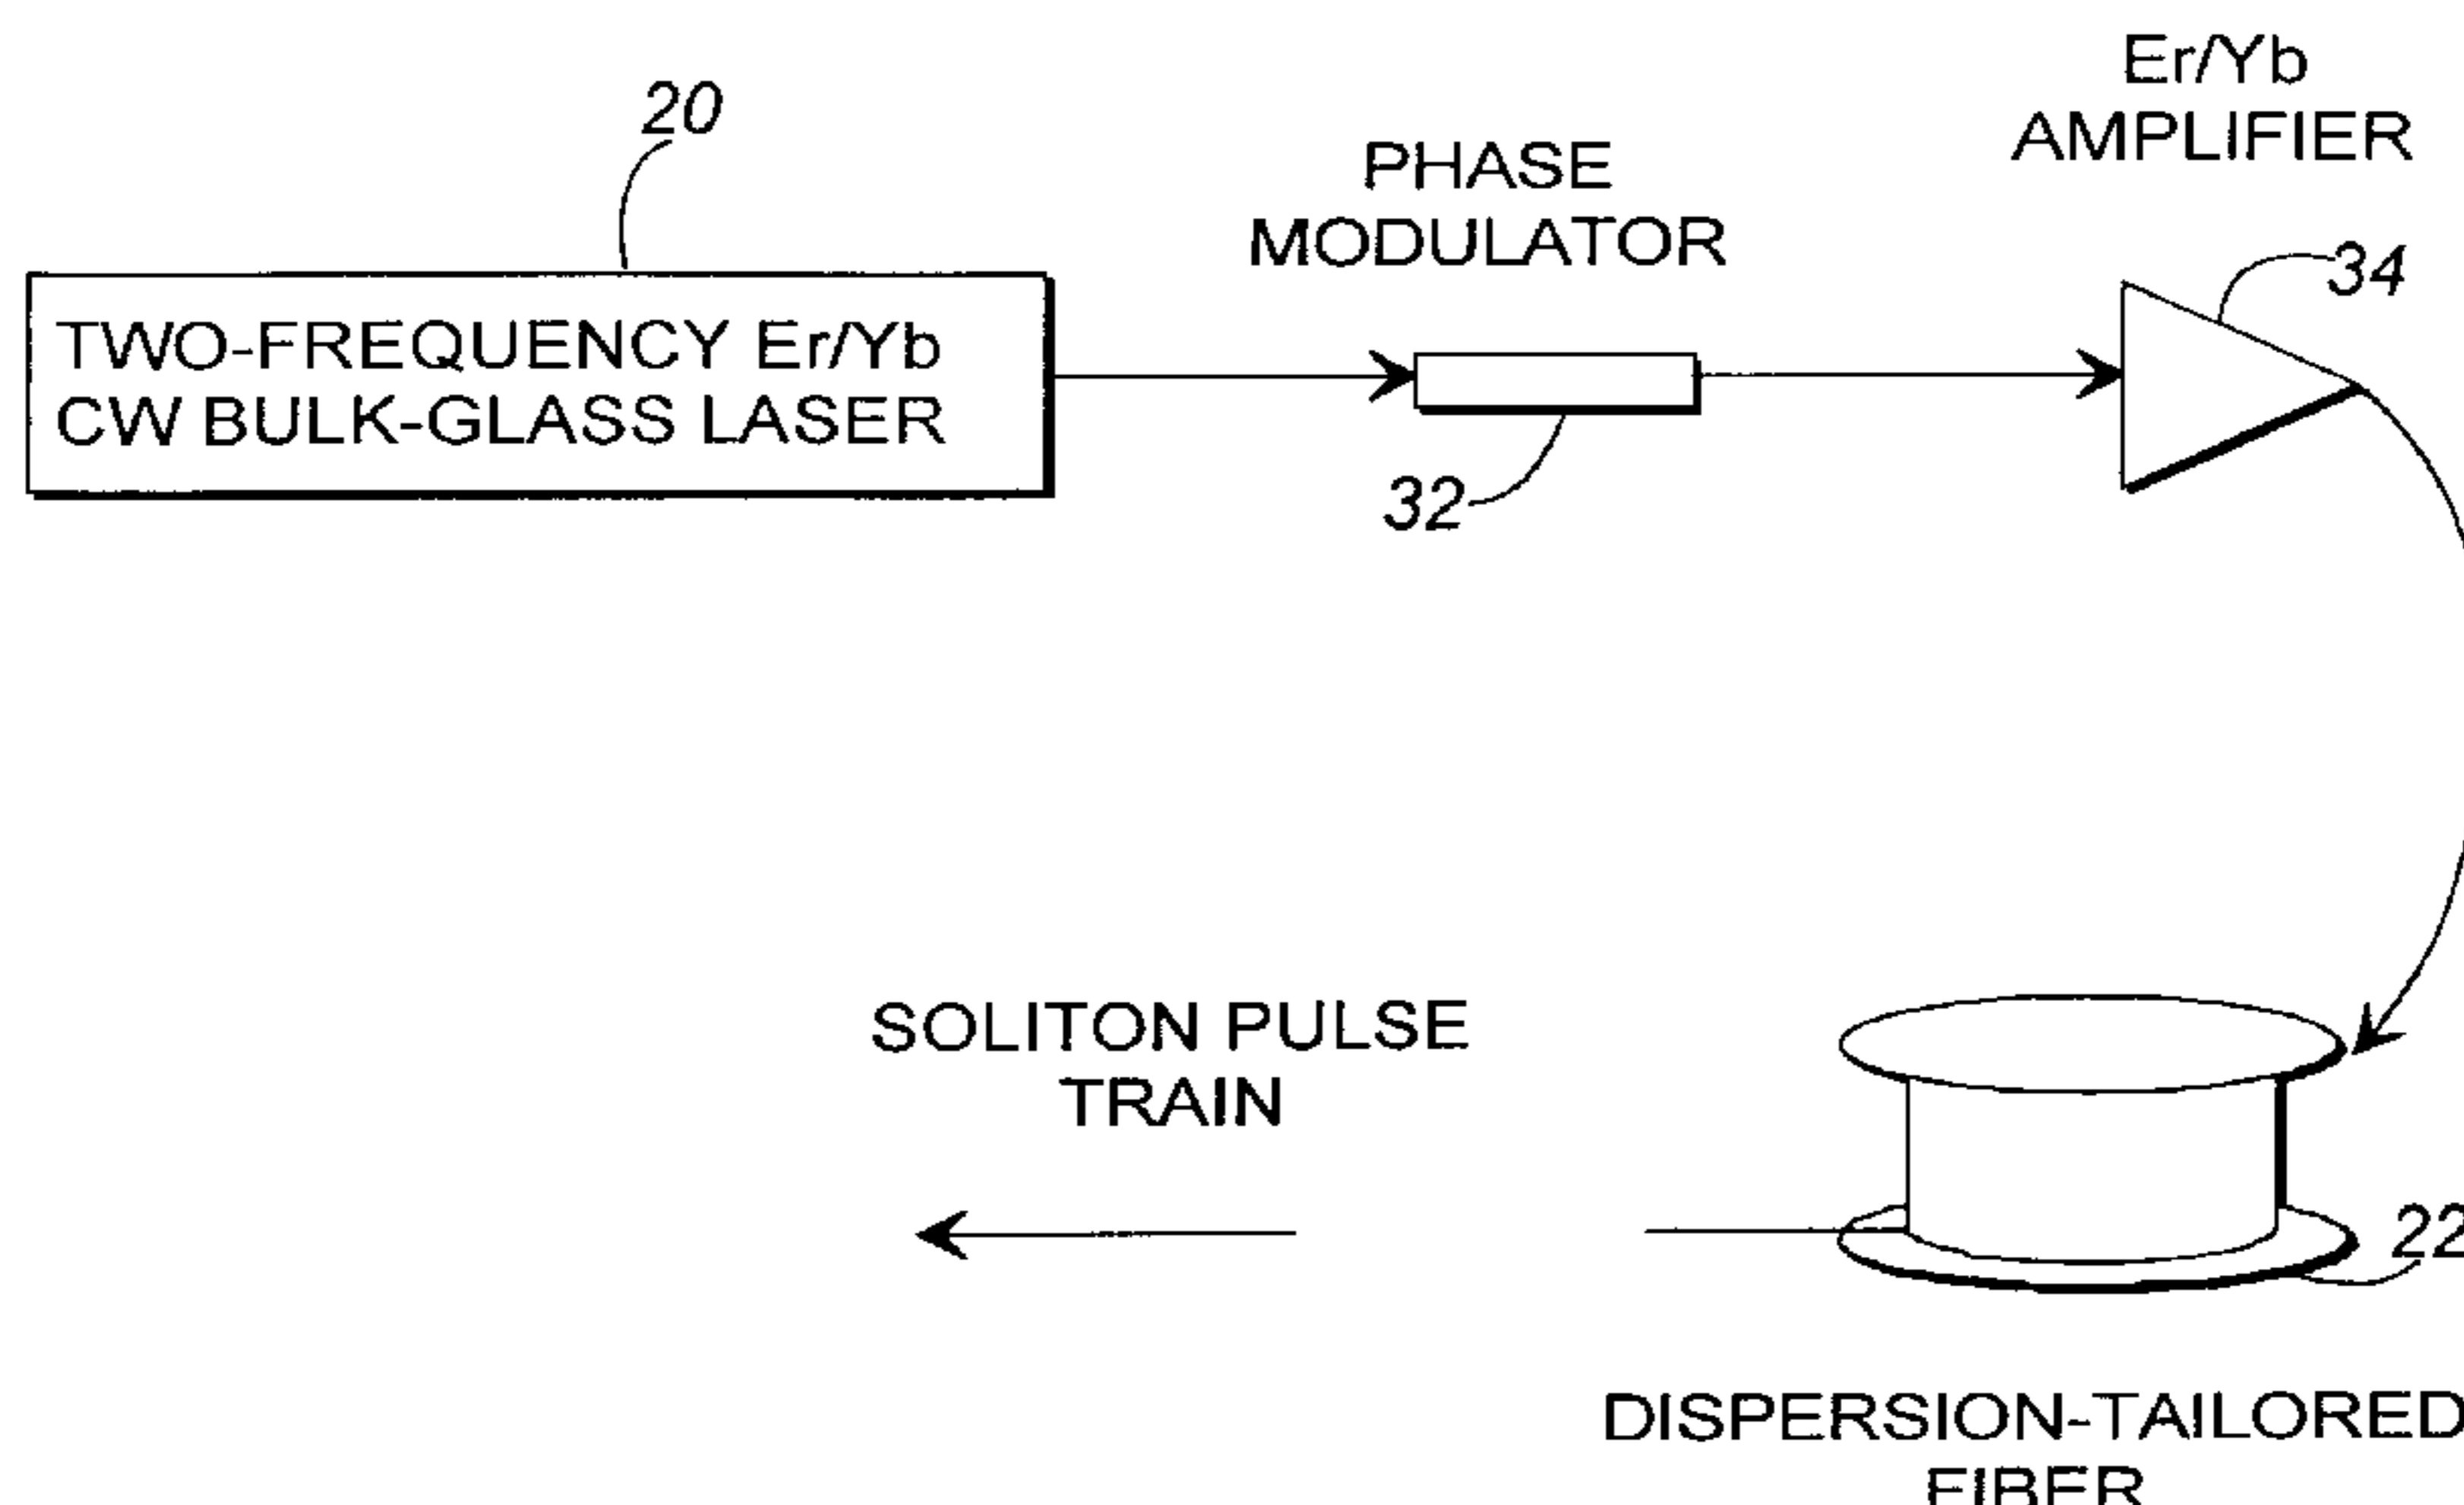 20
Er/Yb
AMPLIFIER
PHASE
MODULATOR
34
TWO-FREQUENCY Er/Yb
CW BULK-GLASS LASER
32
SOLITON PULSE
TRAIN
22
DISPERSION-TAILORED
FIBER